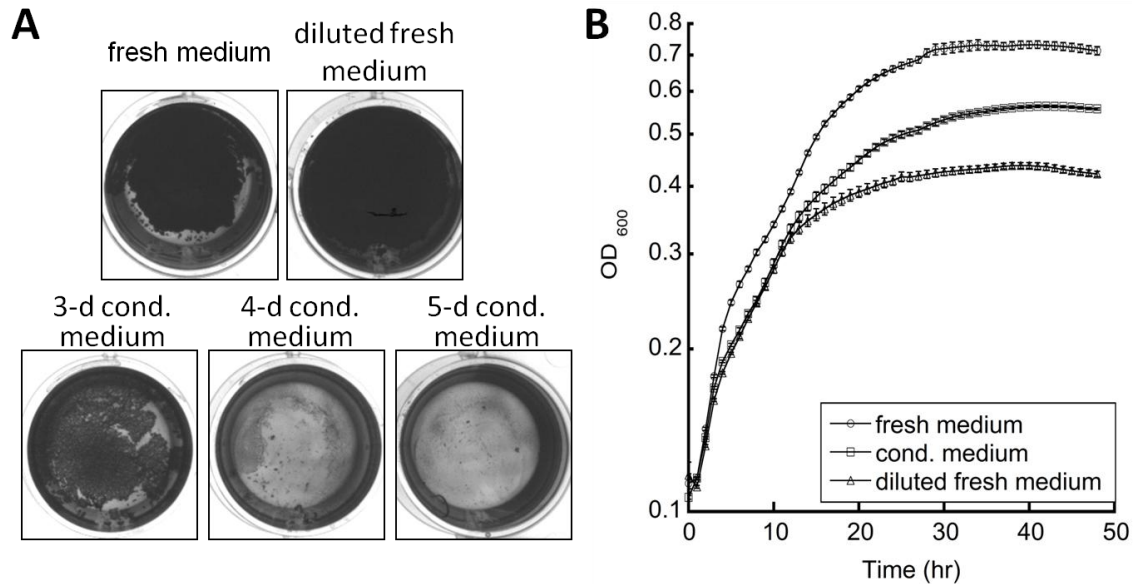 A
fresh medium
diluted fresh
medium
3-d cond.
medium
4-d cond.
medium
5-d cond.
medium
B
0.8
0.7
0.5
0.4
0.3
0.2
0.1
OD 600
0
10
20
30
40
50
Time (hr)
fresh medium
cond. medium
diluted fresh medium